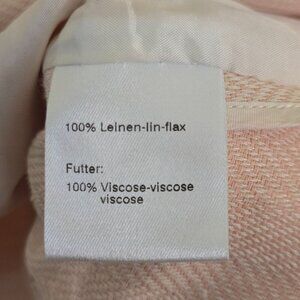 100% Leinen-lin-flax
Futter:
100% Viscose-viscose
viscose